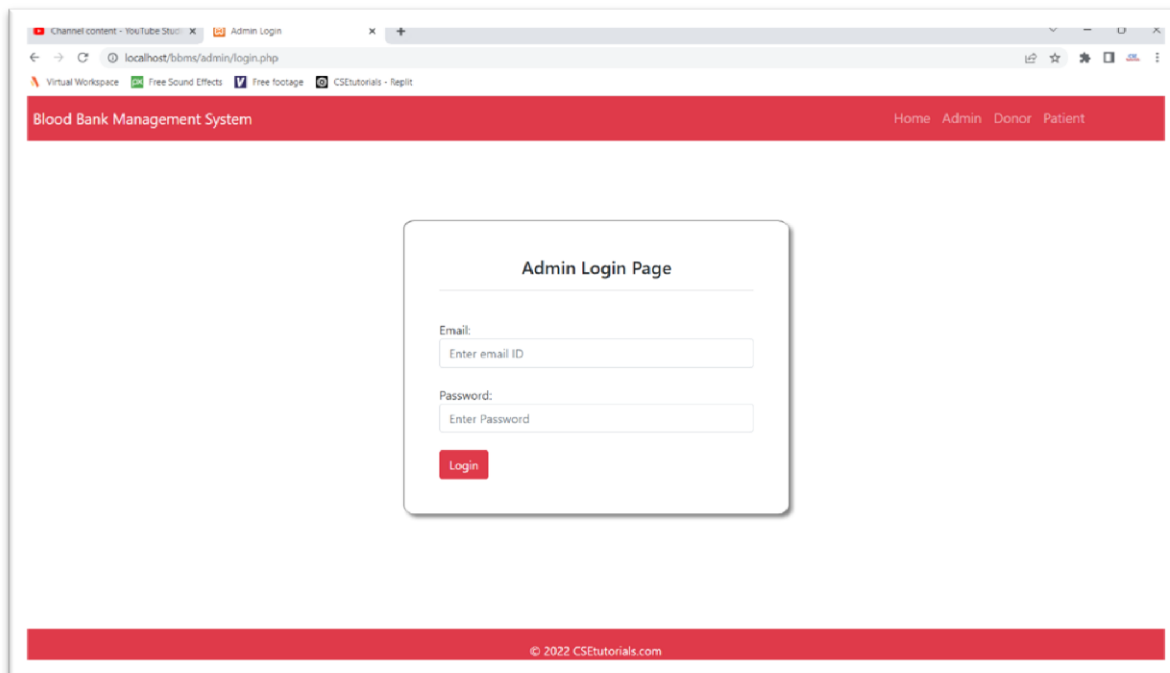 Channel content - YouTube Studi
Admin Login
localhost/bbms/admin/login.php
Virtual Workspace Free Sound Effects Free footage CSEtutorials - Replit
Blood Bank Management System Home Admin Donor Patient
Admin Login Page
Email:
Enter email ID
Password:
Enter Password
Login
© 2022 CSEtutorials.com